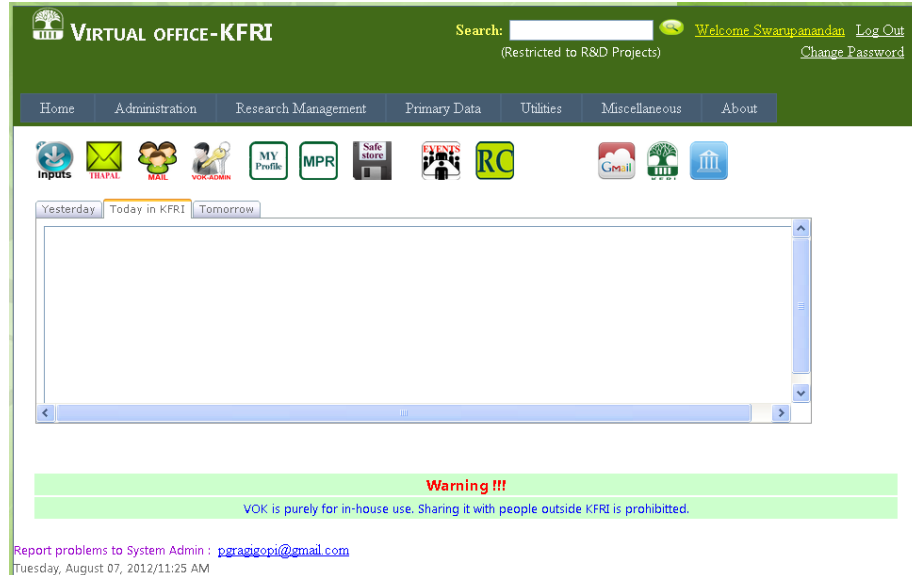 VIRTUAL OFFICE-KFRI
Search:
Welcome Swarupanandan Log Out
(Restricted to R&D Projects)
Change Password
Home Administration Research Management Primary Data Utilities Miscellaneous About
Inputs THAPAL MAIL VOK-ADMIN MY Profile MPR Safe store EVENTS RC Gmail KFRI
Yesterday Today in KFRI Tomorrow
Warning !!!
VOK is purely for in-house use. Sharing it with people outside KFRI is prohibitted.
Report problems to System Admin : pgragigopi@gmail.com
Tuesday, August 07, 2012/11:25 AM